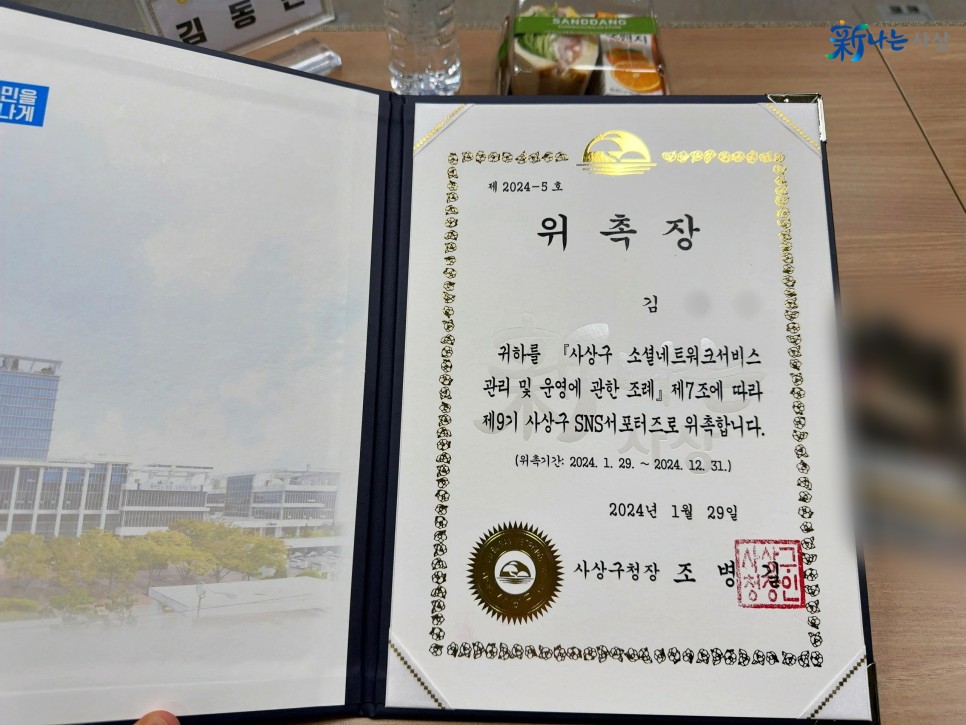 新나는 사상
김동
SANDDANG
민을
나게
제 2024-5 호
위 촉 장
김
귀하를 『사상구 소셜네트워크서비스
관리 및 운영에 관한 조례』 제7조에 따라
제9기 사상구 SNS서포터즈로 위촉합니다.
(위촉기간: 2024. 1. 29. ~ 2024. 12. 31.)
2024년 1월 29일
사상구청장 조 병 길
사상구
청장인